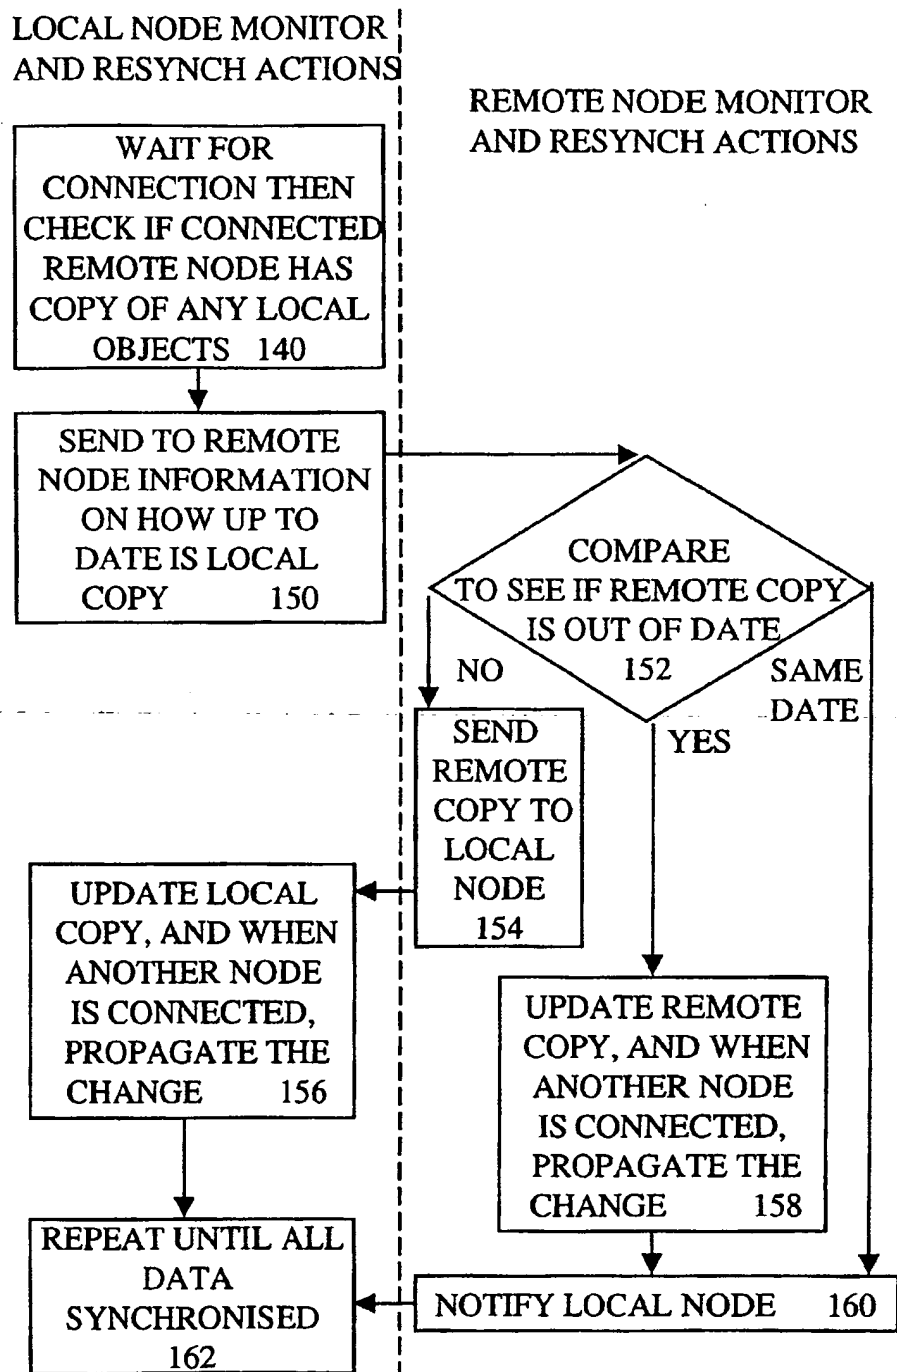 LOCAL NODE MONITOR
AND RESYNCH ACTIONS
REMOTE NODE MONITOR
AND RESYNCH ACTIONS
WAIT FOR
CONNECTION THEN
CHECK IF CONNECTED
REMOTE NODE HAS
COPY OF ANY LOCAL
OBJECTS 140
SEND TO REMOTE
NODE INFORMATION
ON HOW UP TO
DATE IS LOCAL
COPY 150
COMPARE
TO SEE IF REMOTE COPY
IS OUT OF DATE
152
NO
SAME
DATE
YES
SEND
REMOTE
COPY TO
LOCAL
NODE
154
UPDATE LOCAL
COPY, AND WHEN
ANOTHER NODE
IS CONNECTED,
PROPAGATE THE
CHANGE 156
UPDATE REMOTE
COPY, AND WHEN
ANOTHER NODE
IS CONNECTED,
PROPAGATE THE
CHANGE 158
REPEAT UNTIL ALL
DATA
SYNCHRONISED
162
NOTIFY LOCAL NODE 160